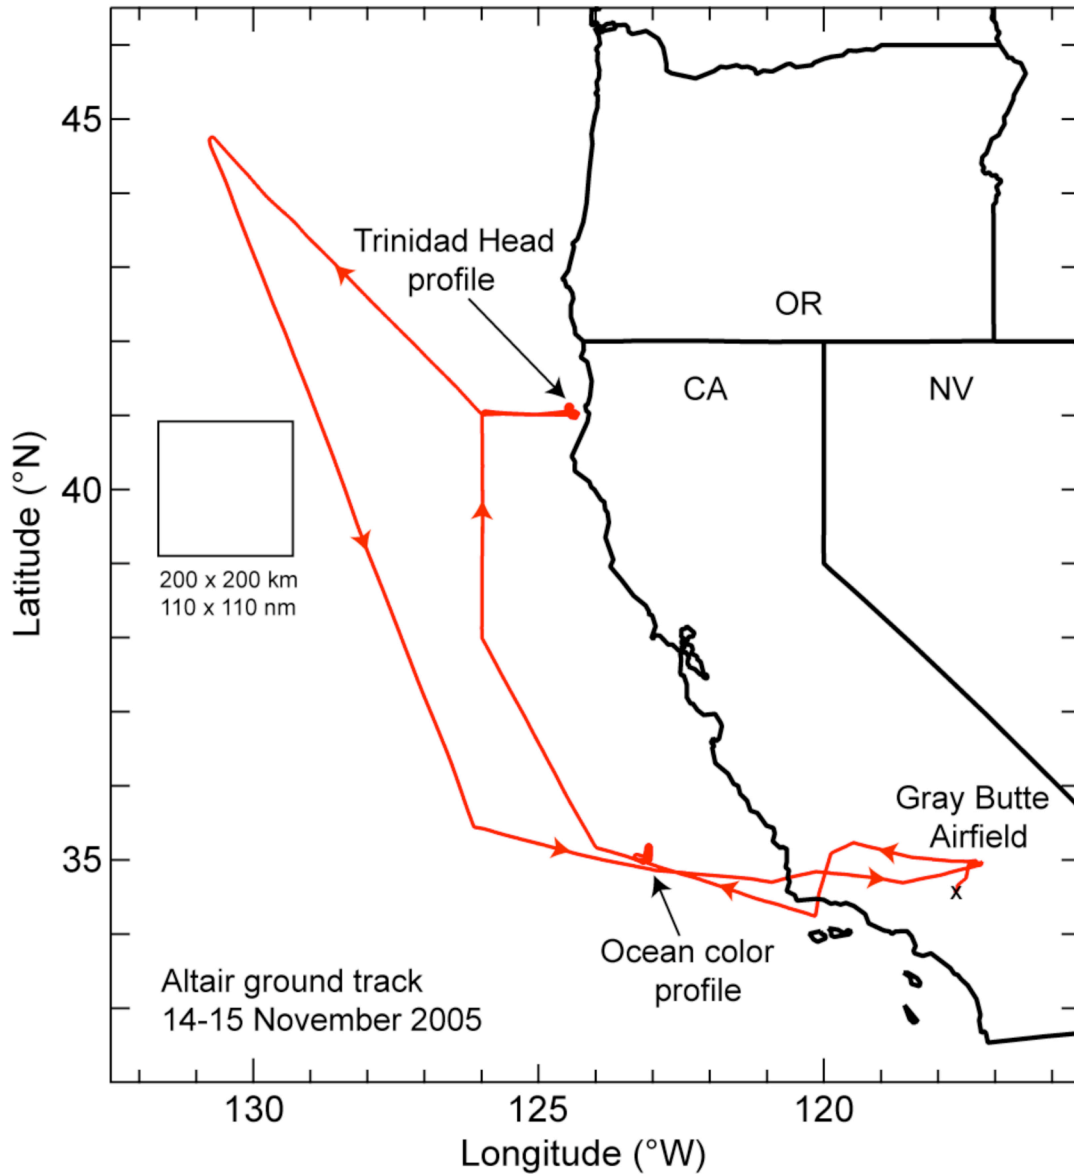 45
Trinidad Head
profile
OR
CA
NV
40
200 x 200 km
110 x 110 nm
Latitude (°N)
Gray Butte
Airfield
35
x
Ocean color
profile
Altair ground track
14-15 November 2005
130
125
120
Longitude (°W)